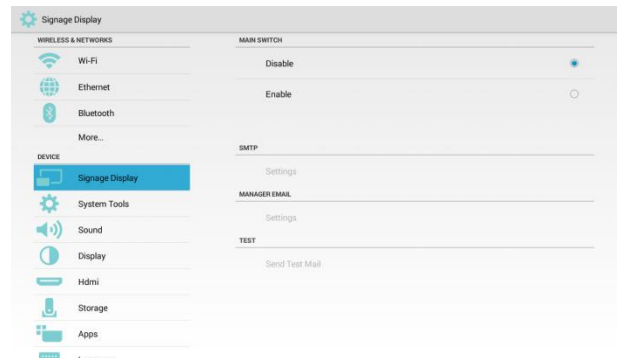 Signage Display
WIRELESS & NETWORKS
Wi-Fi
Ethernet
Bluetooth
More...
DEVICE
Signage Display
System Tools
Sound
Display
Hdmi
Storage
Apps
MAIN SWITCH
Disable
Enable
SMTP
Settings
MANAGER EMAIL
Settings
TEST
Send Test Mail